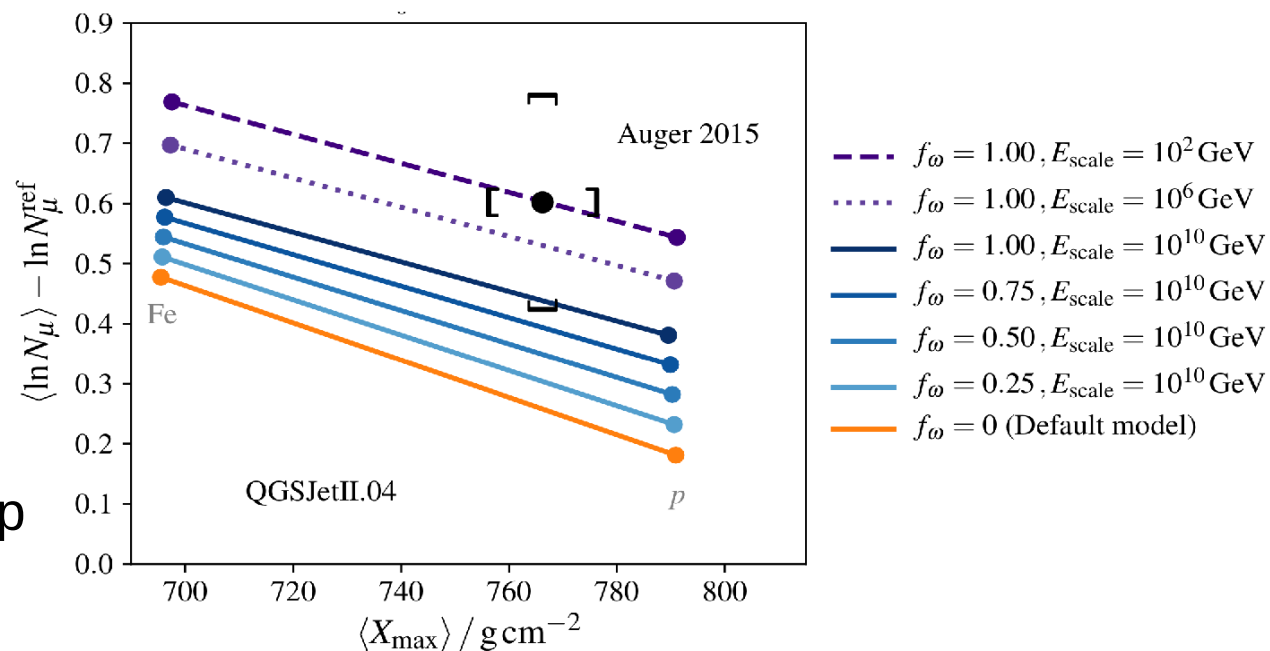 0.9
0.8
0.7
0.6
0.5
0.4
0.3
0.2
0.1
0.0
⟨ln N_μ⟩ − ln N_μ^ref
Auger 2015
Fe
QGSJetII.04
p
p
700 720 740 760 780 800
⟨X_max⟩ / g cm^−2
f_ω = 1.00 , E_scale = 10^2 GeV
f_ω = 1.00 , E_scale = 10^6 GeV
f_ω = 1.00 , E_scale = 10^10 GeV
f_ω = 0.75 , E_scale = 10^10 GeV
f_ω = 0.50 , E_scale = 10^10 GeV
f_ω = 0.25 , E_scale = 10^10 GeV
f_ω = 0 (Default model)